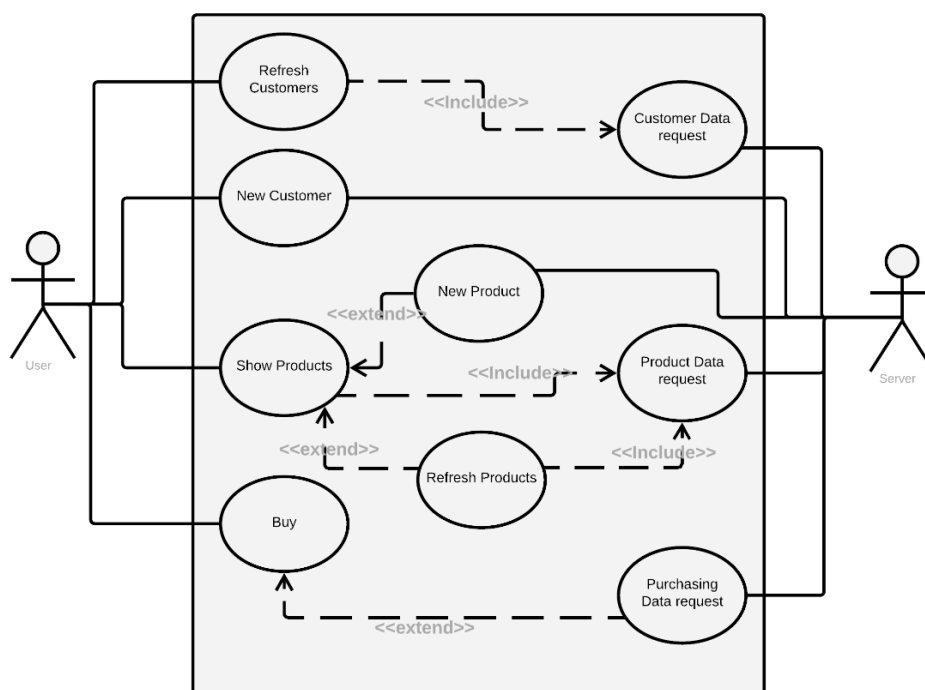 Refresh
Customers
<<Include>>
Customer Data
request
New Customer
New Product
<<extend>>
User
Show Products
<<Include>>
Product Data
request
Server
<<extend>>
Refresh Products
<<Include>>
Buy
Purchasing
Data request
<<extend>>